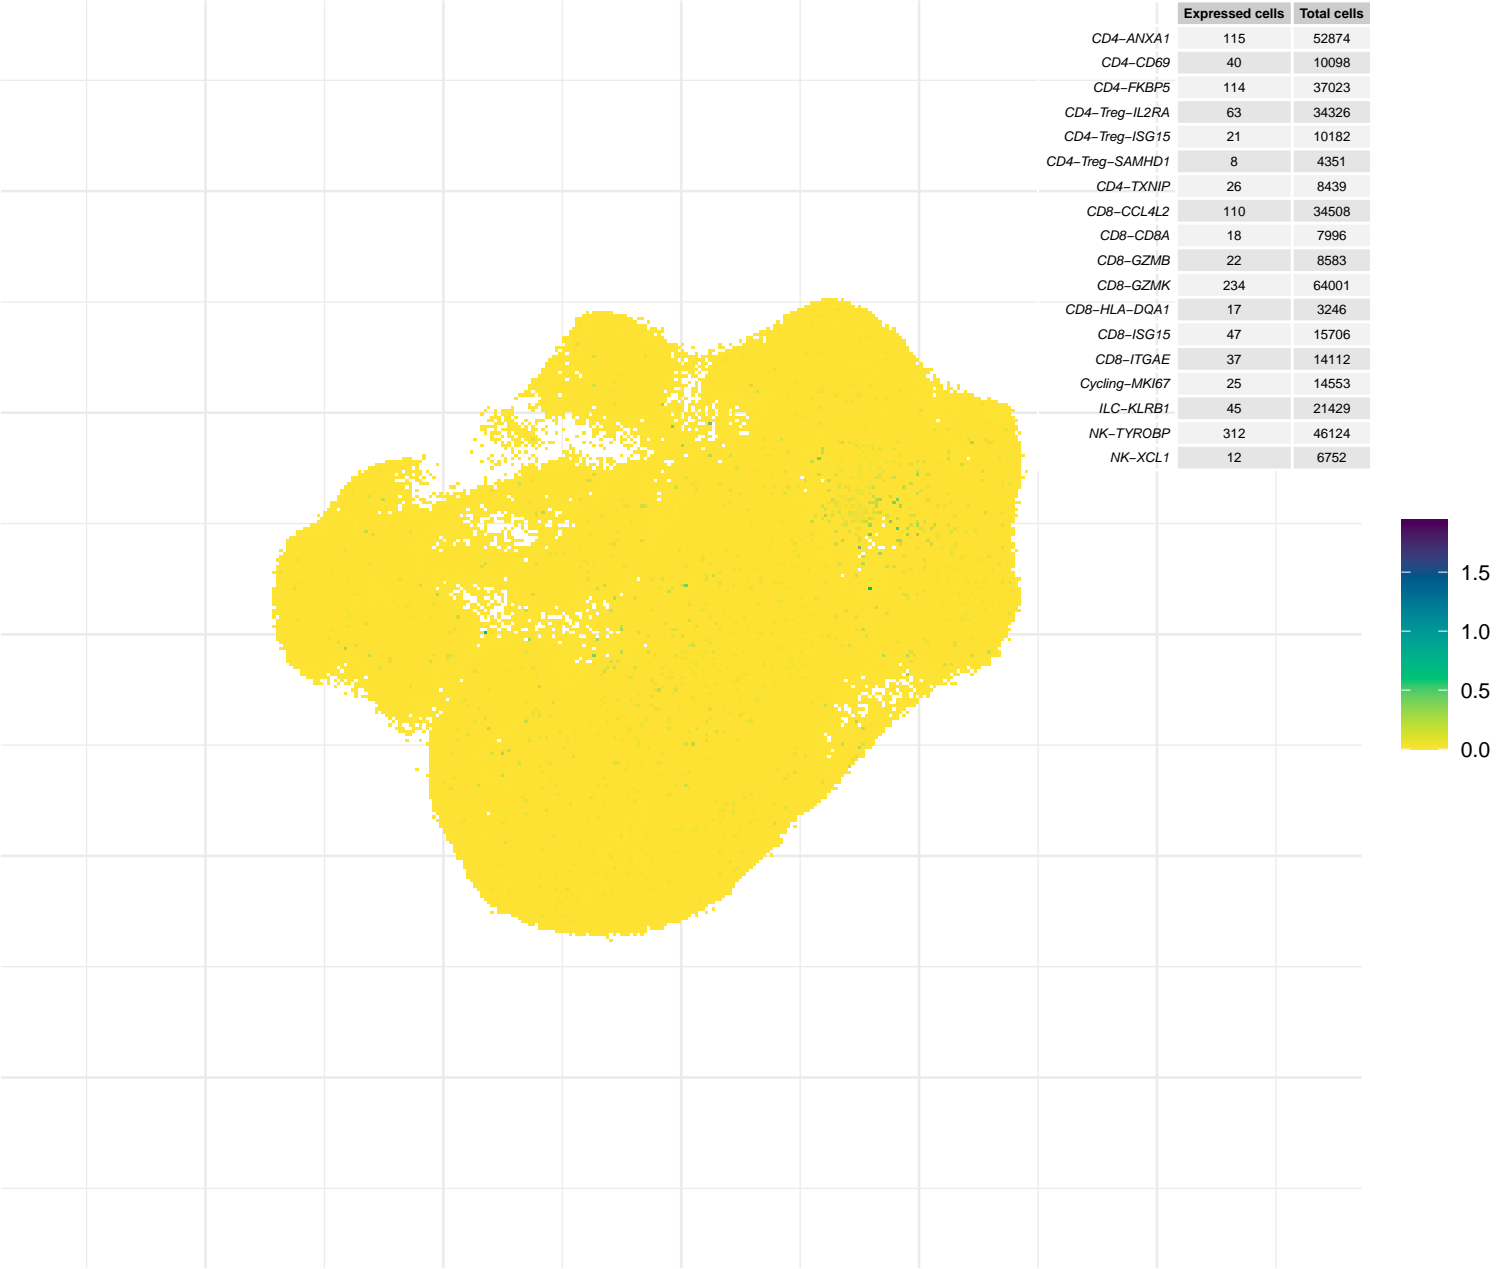 Expressed cells Total cells
CD4−ANXA1 115 52874
CD4−CD69 40 10098
CD4−FKBP5 114 37023
CD4−Treg−IL2RA 63 34326
CD4−Treg−ISG15 21 10182
CD4−Treg−SAMHD1 8 4351
CD4−TXNIP 26 8439
CD8−CCL4L2 110 34508
CD8−CD8A 18 7996
CD8−GZMB 22 8583
CD8−GZMK 234 64001
CD8−HLA−DQA1 17 3246
CD8−ISG15 47 15706
CD8−ITGAE 37 14112
Cycling−MKI67 25 14553
ILC−KLRB1 45 21429
NK−TYROBP 312 46124
NK−XCL1 12 6752
1.5
1.0
0.5
0.0